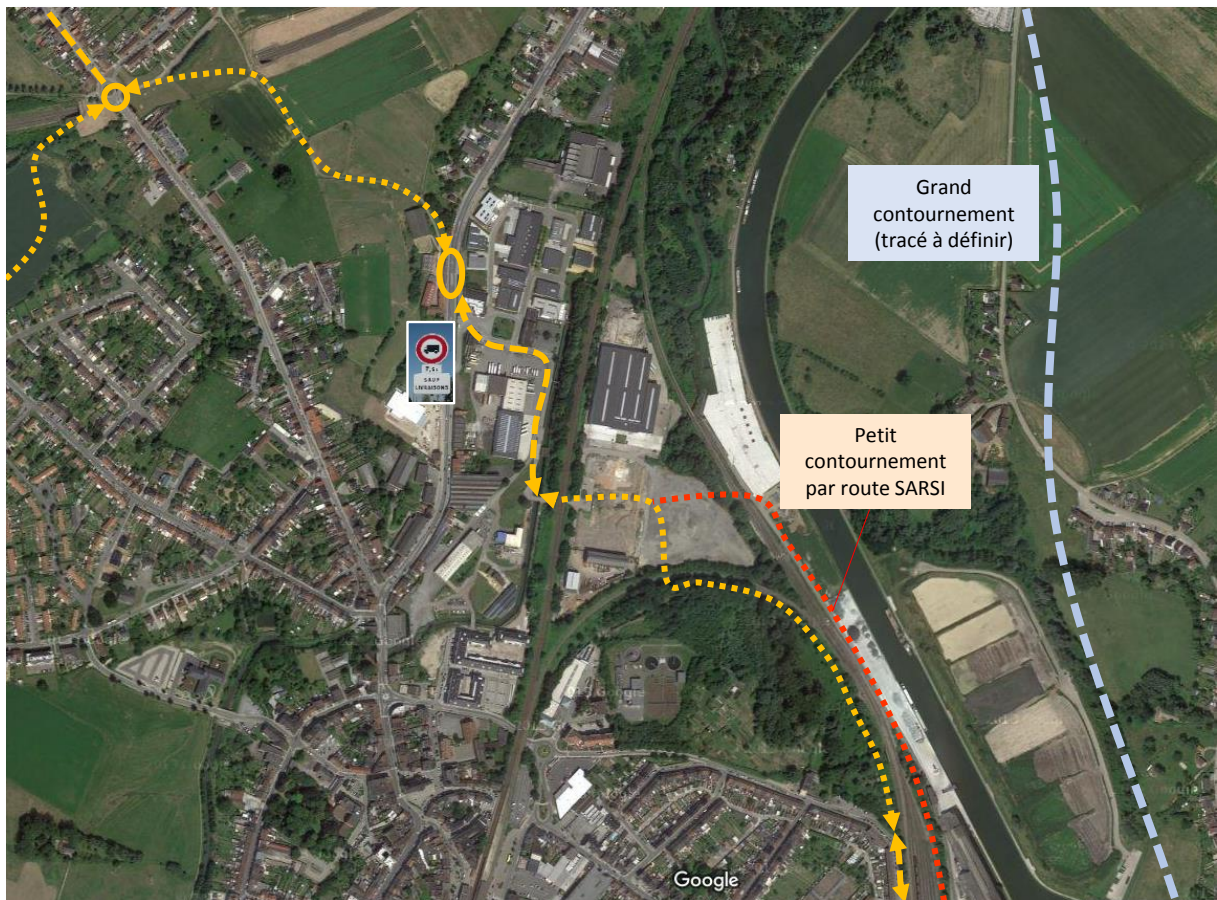 Grand
contournement
(tracé à définir)
7,5t
SAUF
LIVRAISONS
Petit
contournement
par route SARSI
Google